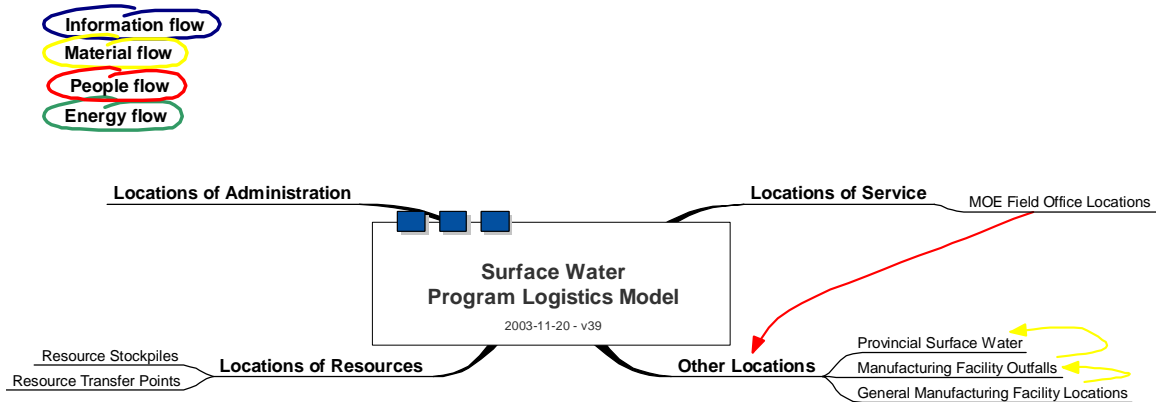 Information flow
Material flow
People flow
Energy flow
Locations of Administration
Locations of Service
MOE Field Office Locations
Surface Water
Program Logistics Model
2003-11-20 - v39
Resource Stockpiles
Resource Transfer Points
Locations of Resources
Other Locations
Provincial Surface Water
Manufacturing Facility Outfalls
General Manufacturing Facility Locations